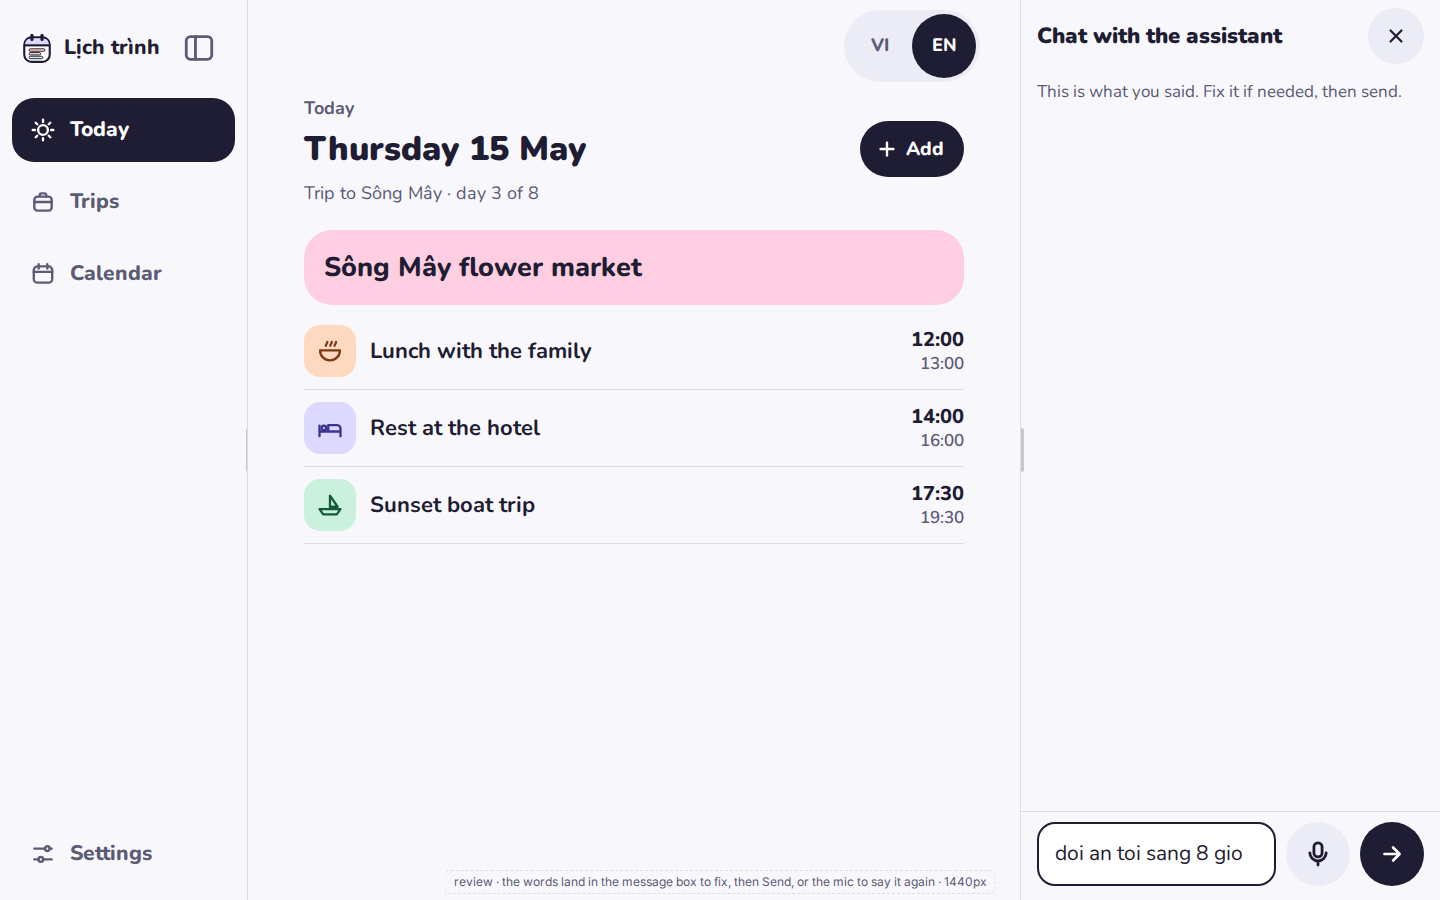 Lịch trình
Today
Trips
Calendar
Settings
VI
EN
Today
Thursday 15 May
Trip to Sông Mây · day 3 of 8
Add
Sông Mây flower market
Lunch with the family
12:00
13:00
Rest at the hotel
14:00
16:00
Sunset boat trip
17:30
19:30
review · the words land in the message box to fix, then Send, or the mic to say it again · 1440px
Chat with the assistant
This is what you said. Fix it if needed, then send.
doi an toi sang 8 gio